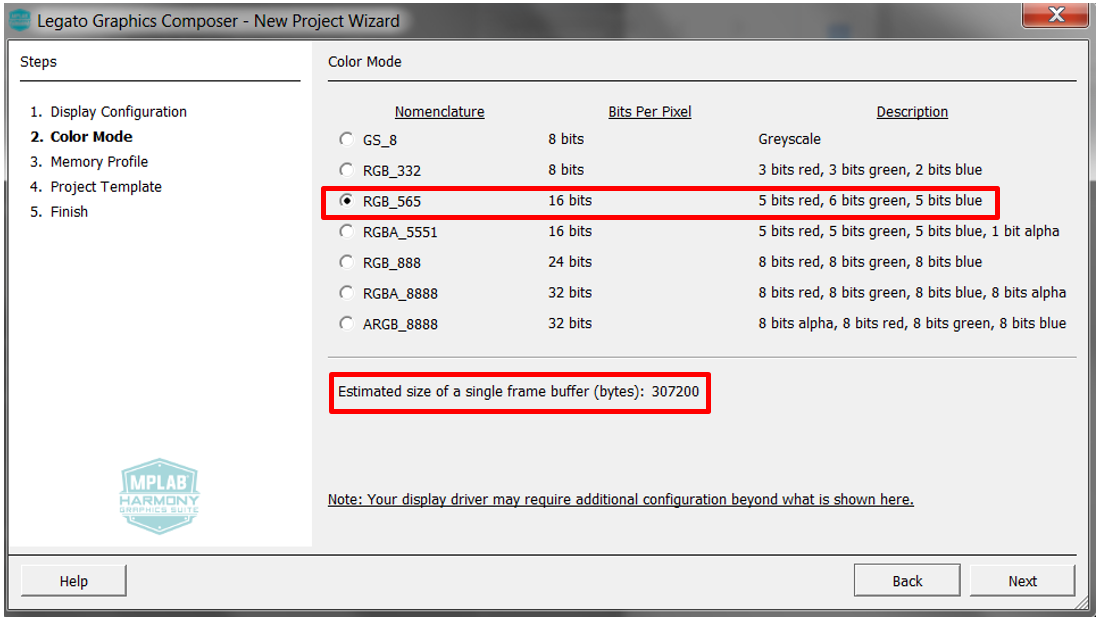 Legato Graphics Composer - New Project Wizard
Steps
1. Display Configuration
2. Color Mode
3. Memory Profile
4. Project Template
5. Finish
MPLAB
HARMONY
GRAPHICS SUITE
Color Mode
Nomenclature Bits Per Pixel Description
GS_8 8 bits Greyscale
RGB_332 8 bits 3 bits red, 3 bits green, 2 bits blue
RGB_565 16 bits 5 bits red, 6 bits green, 5 bits blue
RGBA_5551 16 bits 5 bits red, 5 bits green, 5 bits blue, 1 bit alpha
RGB_888 24 bits 8 bits red, 8 bits green, 8 bits blue
RGBA_8888 32 bits 8 bits red, 8 bits green, 8 bits blue, 8 bits alpha
ARGB_8888 32 bits 8 bits alpha, 8 bits red, 8 bits green, 8 bits blue
Estimated size of a single frame buffer (bytes): 307200
Note: Your display driver may require additional configuration beyond what is shown here.
Help Back Next